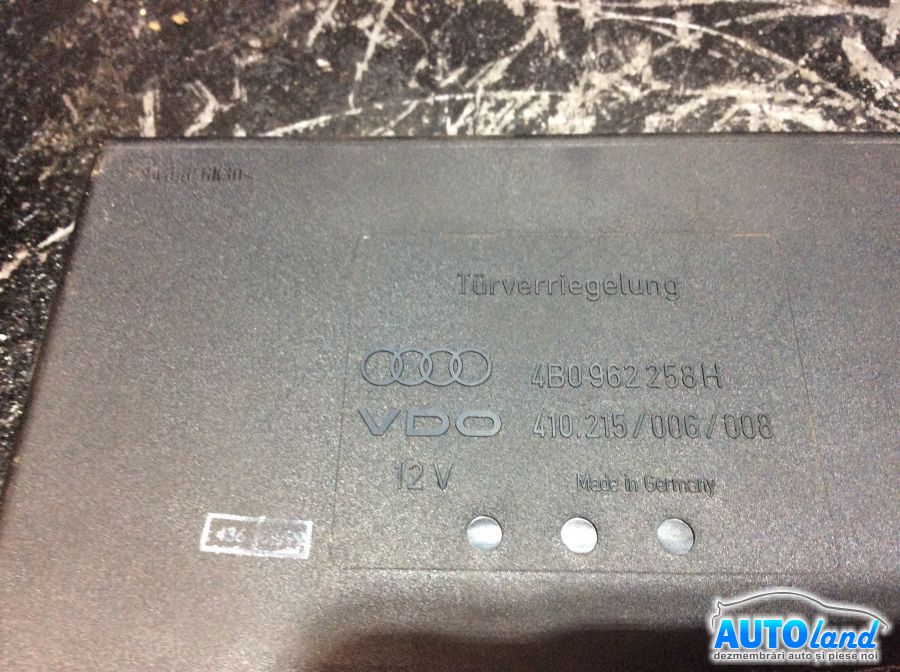 Türverriegelung
4B0 962 258 H
VDO 410.215/006/008
12 V Made in Germany
436
AUTOland
dezmembrări auto și piese noi